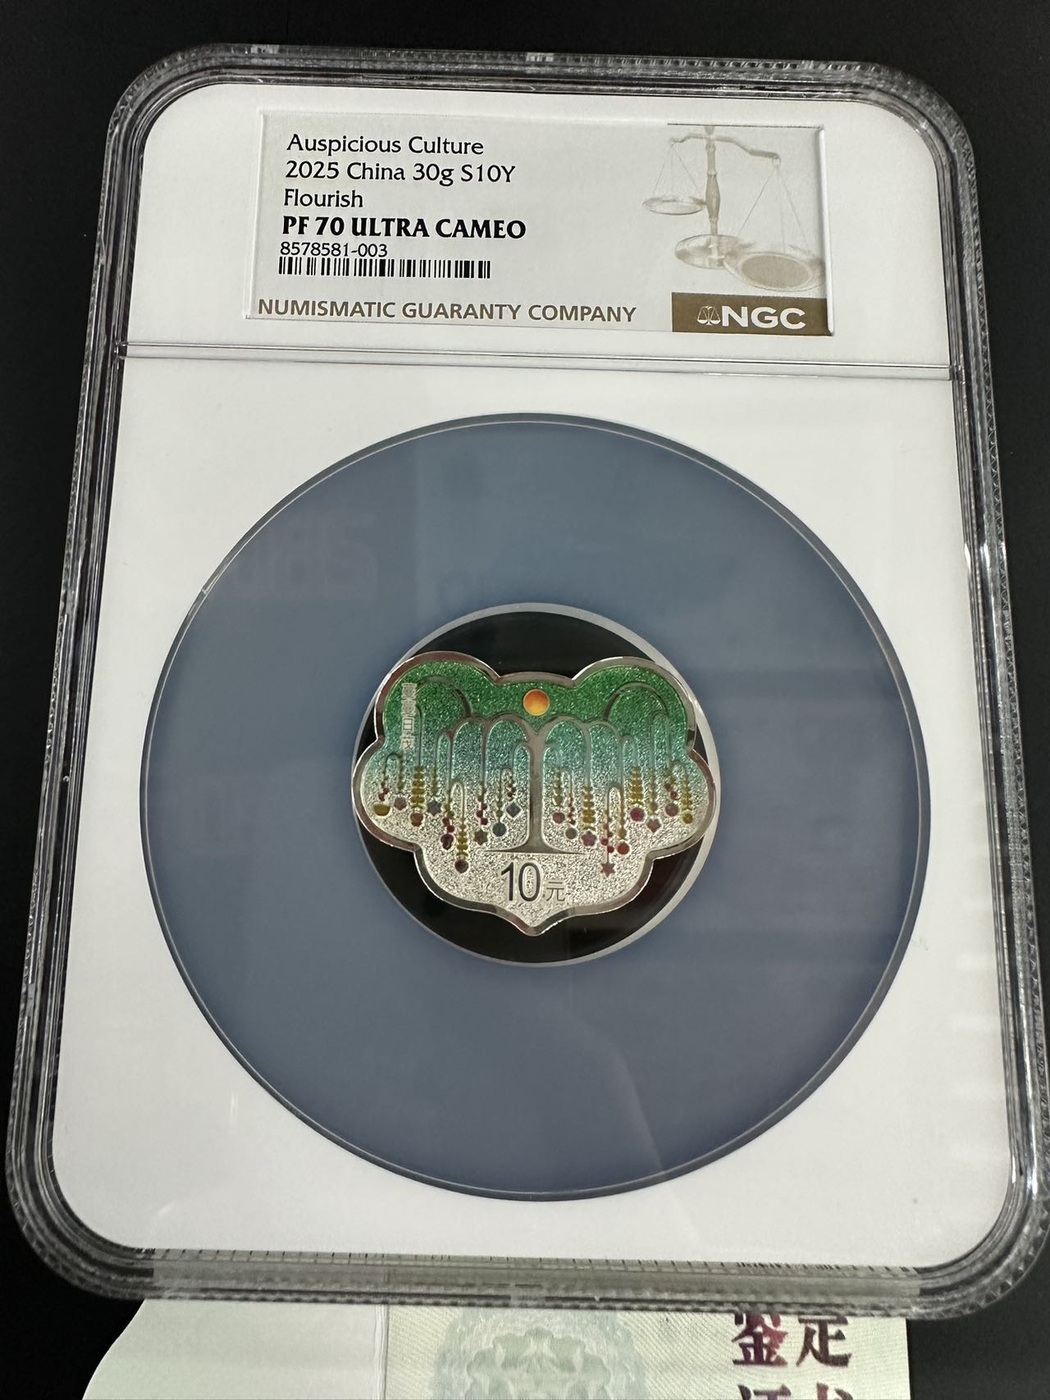 Auspicious Culture
2025 China 30g S10Y
Flourish
PF 70 ULTRA CAMEO
8578581-003
NUMISMATIC GUARANTY COMPANY
NGC
10元
鉴定